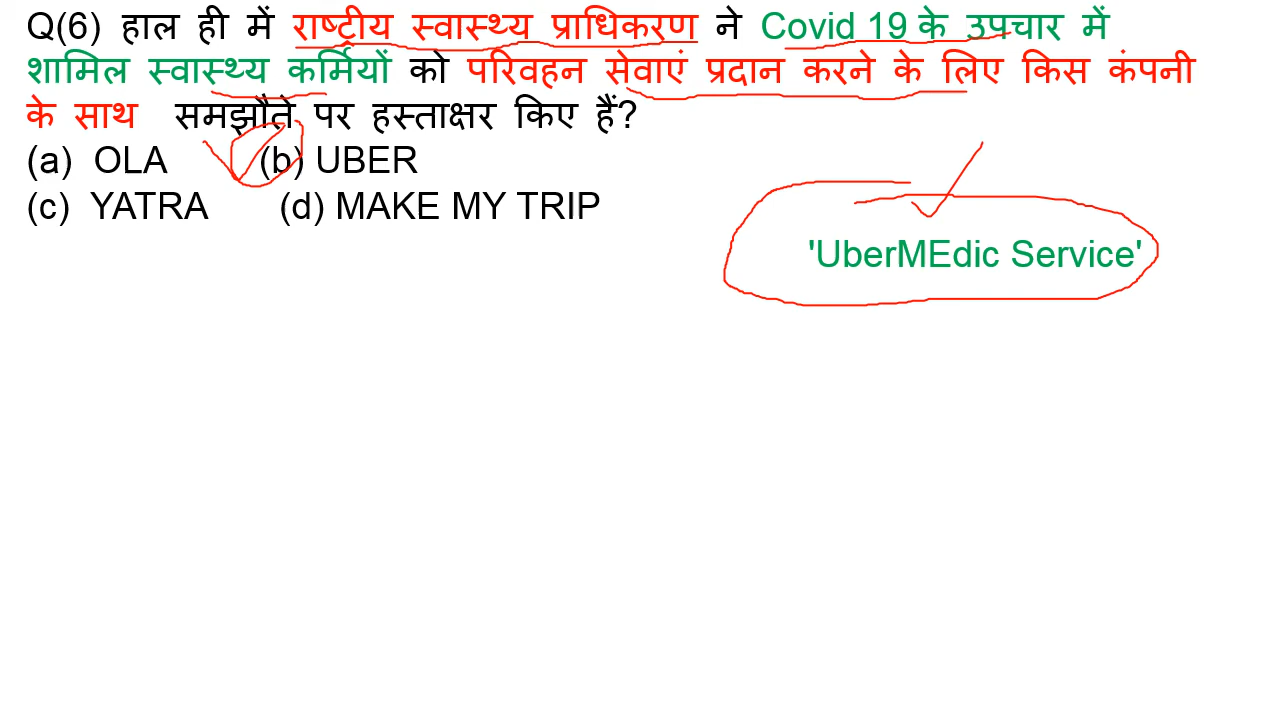 Q(6) हाल ही में राष्ट्रीय स्वास्थ्य प्राधिकरण ने Covid 19 के उपचार में
शामिल स्वास्थ्य कर्मियों को परिवहन सेवाएं प्रदान करने के लिए किस कंपनी
के साथ समझौते पर हस्ताक्षर किए हैं?
(a) OLA (b) UBER
(c) YATRA (d) MAKE MY TRIP
'UberMEdic Service'